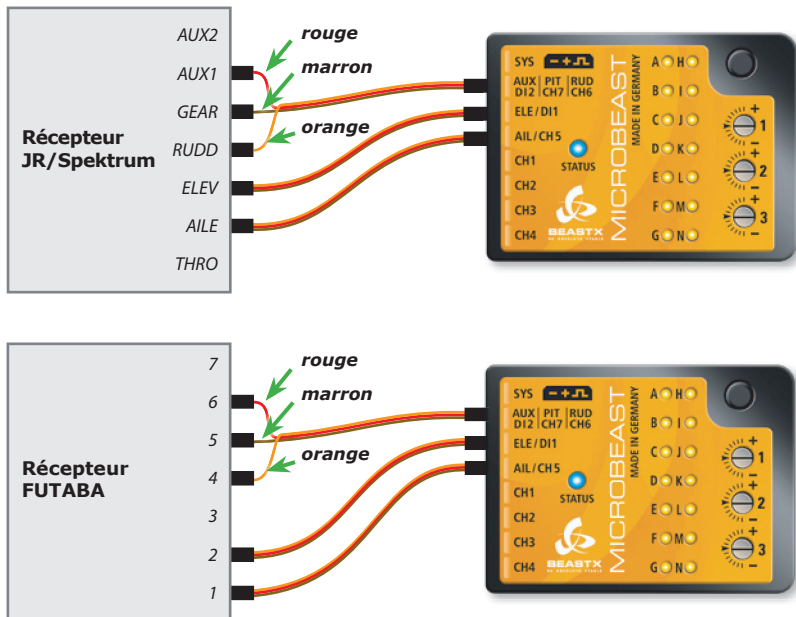 AUX2
AUX1
GEAR
RUDD
ELEV
AILE
THRO
Récepteur
JR/Spektrum
rouge
marron
orange
SYS
AUX | PIT | RUD
DI2 | CH7 | CH6
ELE/DI1
AIL/CH5
CH1
CH2
CH3
CH4
STATUS
BEASTX
NO ABSOLUTE STABLE
MICROBEAST
MADE IN GERMANY
A H
B I
C J
D K
E L
F M
G N
+ 1 -
+ 2 -
+ 3 -
7
6
5
4
3
2
1
Récepteur
FUTABA
rouge
marron
orange
SYS
AUX | PIT | RUD
DI2 | CH7 | CH6
ELE/DI1
AIL/CH5
CH1
CH2
CH3
CH4
STATUS
BEASTX
MICROBEAST
MADE IN GERMANY
A H
B I
C J
D K
E L
F M
G N
+ 1 -
+ 2 -
+ 3 -